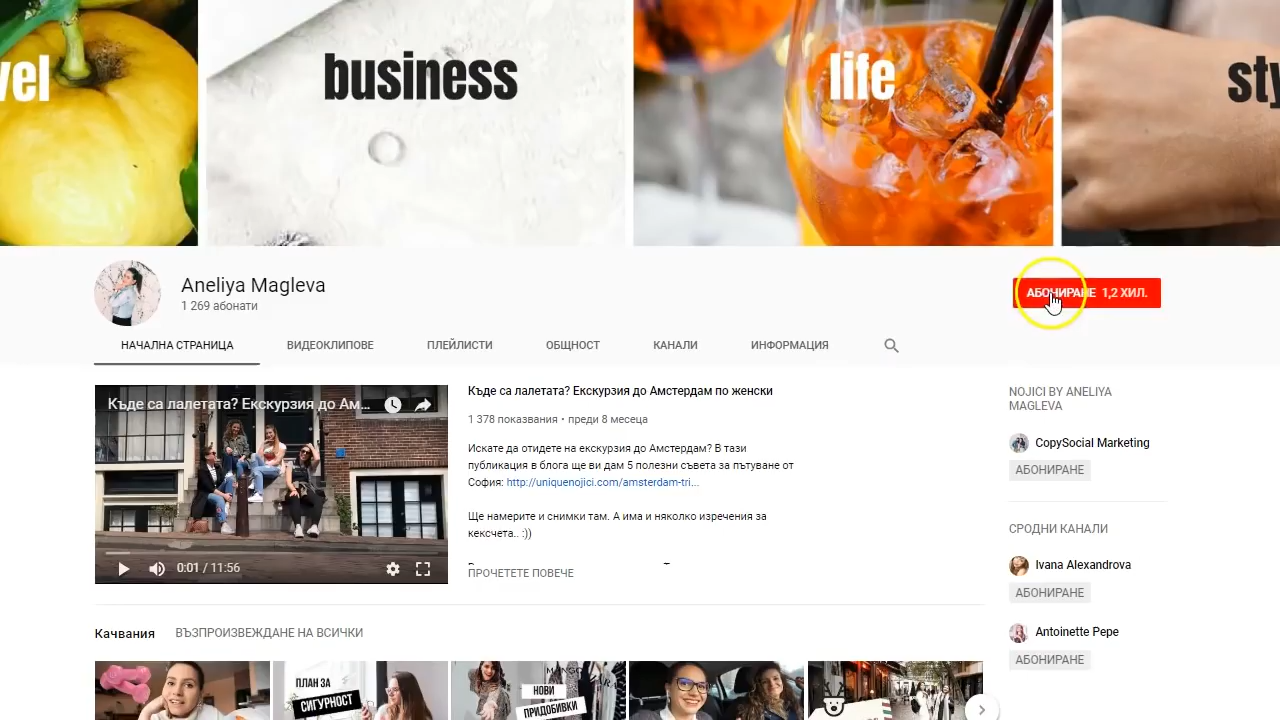 vel
business
life
sty
Aneliya Magleva
1 269 абонати
АБОНИРАНЕ 1,2 ХИЛ.
НАЧАЛНА СТРАНИЦА
ВИДЕОКЛИПОВЕ
ПЛЕЙЛИСТИ
ОБЩНОСТ
КАНАЛИ
ИНФОРМАЦИЯ
Къде са лалетата? Екскурзия до Ам...
0:01 / 11:56
Къде са лалетата? Екскурзия до Амстердам по женски
1 378 показвания • преди 8 месеца
Искате да отидете на екскурзия до Амстердам? В тази
публикация в блога ще ви дам 5 полезни съвета за пътуване от
София: http://uniquenojici.com/amsterdam-tri...
Ще намерите и снимки там. А има и няколко изречения за
кексчета.. :))
ПРОЧЕТЕТЕ ПОВЕЧЕ
NOJICI BY ANELIYA
MAGLEVA
CopySocial Marketing
АБОНИРАНЕ
СРОДНИ КАНАЛИ
Ivana Alexandrova
АБОНИРАНЕ
Antoinette Pepe
АБОНИРАНЕ
Качвания
ВЪЗПРОИЗВЕЖДАНЕ НА ВСИЧКИ
ПЛАН ЗА
СИГУРНОСТ
MANGO
НОВИ
ПРИДОБИВКИ